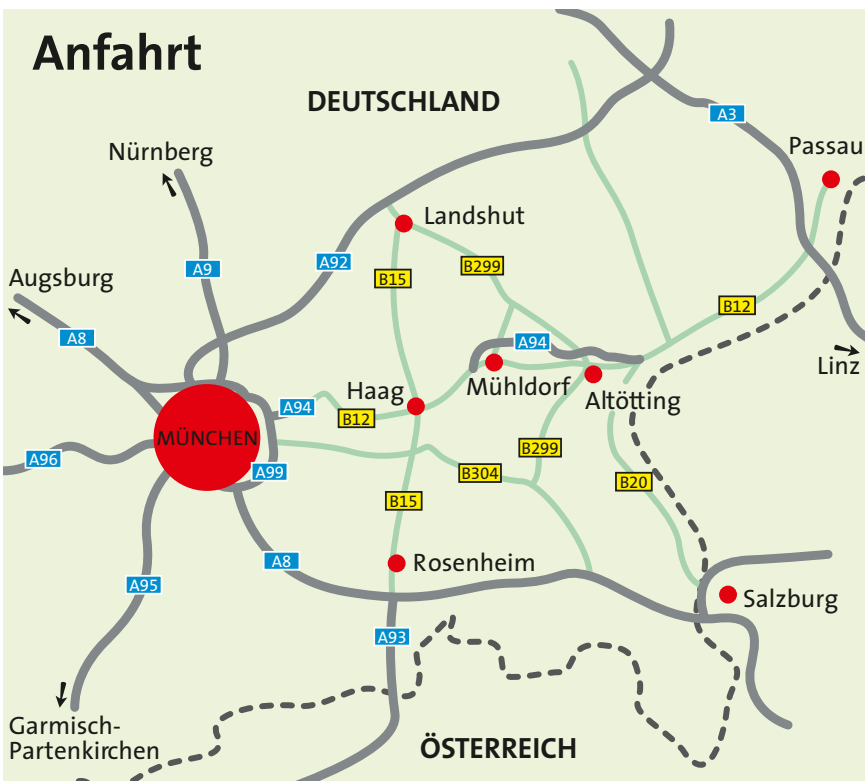 Anfahrt
DEUTSCHLAND
A3
Nürnberg
Passau
Landshut
A9
A92
B15
B299
Augsburg
A8
B12
A94
Linz
Haag
Mühldorf
Altötting
A94
B12
MÜNCHEN
A96
A99
B299
B304
B20
B15
A8
Rosenheim
A95
Salzburg
A93
Garmisch-
Partenkirchen
ÖSTERREICH